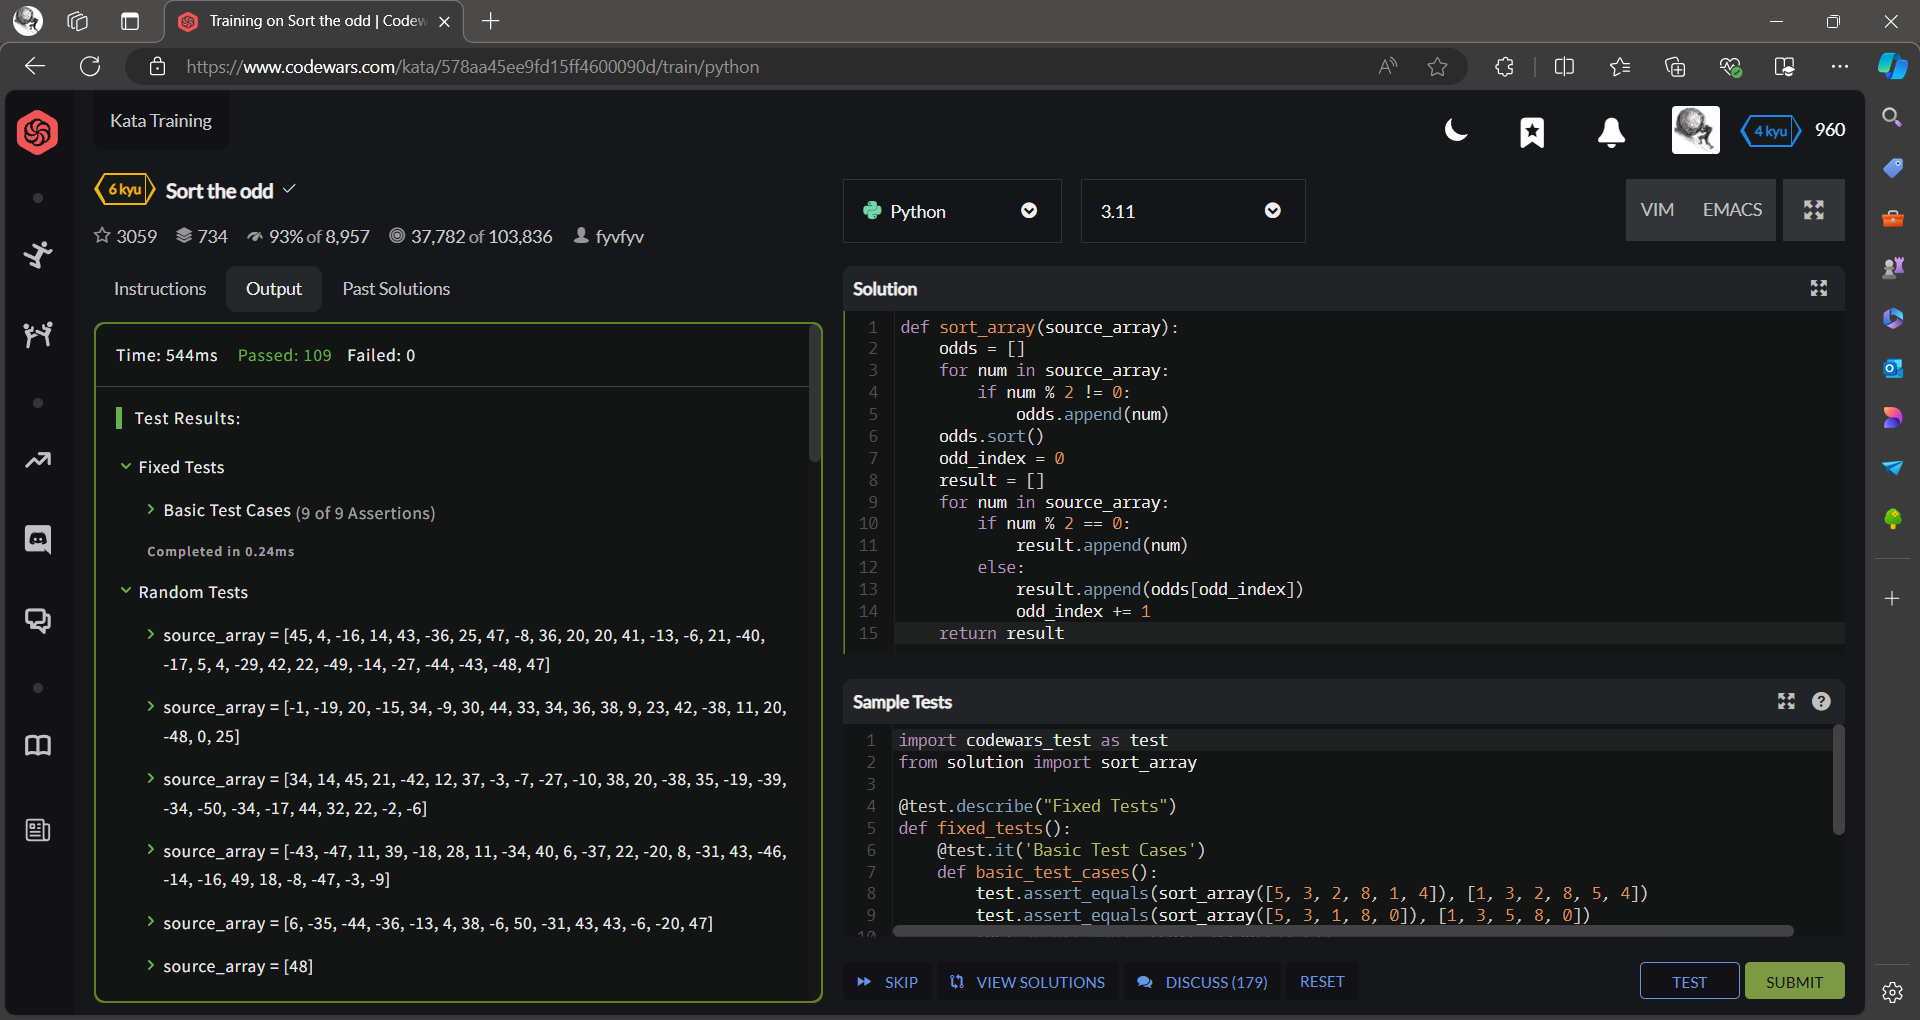 Training on Sort the odd | Codew
https://www.codewars.com/kata/578aa45ee9fd15ff4600090d/train/python
Kata Training
4 kyu 960
6 kyu Sort the odd
3059 734 93% of 8,957 37,782 of 103,836 fyvfyv
Python
3.11
VIM EMACS
Instructions Output Past Solutions
Time: 544ms Passed: 109 Failed: 0
Test Results:
Fixed Tests
Basic Test Cases (9 of 9 Assertions)
Completed in 0.24ms
Random Tests
source_array = [45, 4, -16, 14, 43, -36, 25, 47, -8, 36, 20, 20, 41, -13, -6, 21, -40,
-17, 5, 4, -29, 42, 22, -49, -14, -27, -44, -43, -48, 47]
source_array = [-1, -19, 20, -15, 34, -9, 30, 44, 33, 34, 36, 38, 9, 23, 42, -38, 11, 20,
-48, 0, 25]
source_array = [34, 14, 45, 21, -42, 12, 37, -3, -7, -27, -10, 38, 20, -38, 35, -19, -39,
-34, -50, -34, -17, 44, 32, 22, -2, -6]
source_array = [-43, -47, 11, 39, -18, 28, 11, -34, 40, 6, -37, 22, -20, 8, -31, 43, -46,
-14, -16, 49, 18, -8, -47, -3, -9]
source_array = [6, -35, -44, -36, -13, 4, 38, -6, 50, -31, 43, 43, -6, -20, 47]
source_array = [48]
Solution
1 def sort_array(source_array):
2     odds = []
3     for num in source_array:
4         if num % 2 != 0:
5             odds.append(num)
6     odds.sort()
7     odd_index = 0
8     result = []
9     for num in source_array:
10         if num % 2 == 0:
11             result.append(num)
12         else:
13             result.append(odds[odd_index])
14             odd_index += 1
15     return result
Sample Tests
1 import codewars_test as test
2 from solution import sort_array
3
4 @test.describe("Fixed Tests")
5 def fixed_tests():
6     @test.it('Basic Test Cases')
7     def basic_test_cases():
8         test.assert_equals(sort_array([5, 3, 2, 8, 1, 4]), [1, 3, 2, 8, 5, 4])
9         test.assert_equals(sort_array([5, 3, 1, 8, 0]), [1, 3, 5, 8, 0])
10
SKIP VIEW SOLUTIONS DISCUSS (179) RESET
TEST SUBMIT